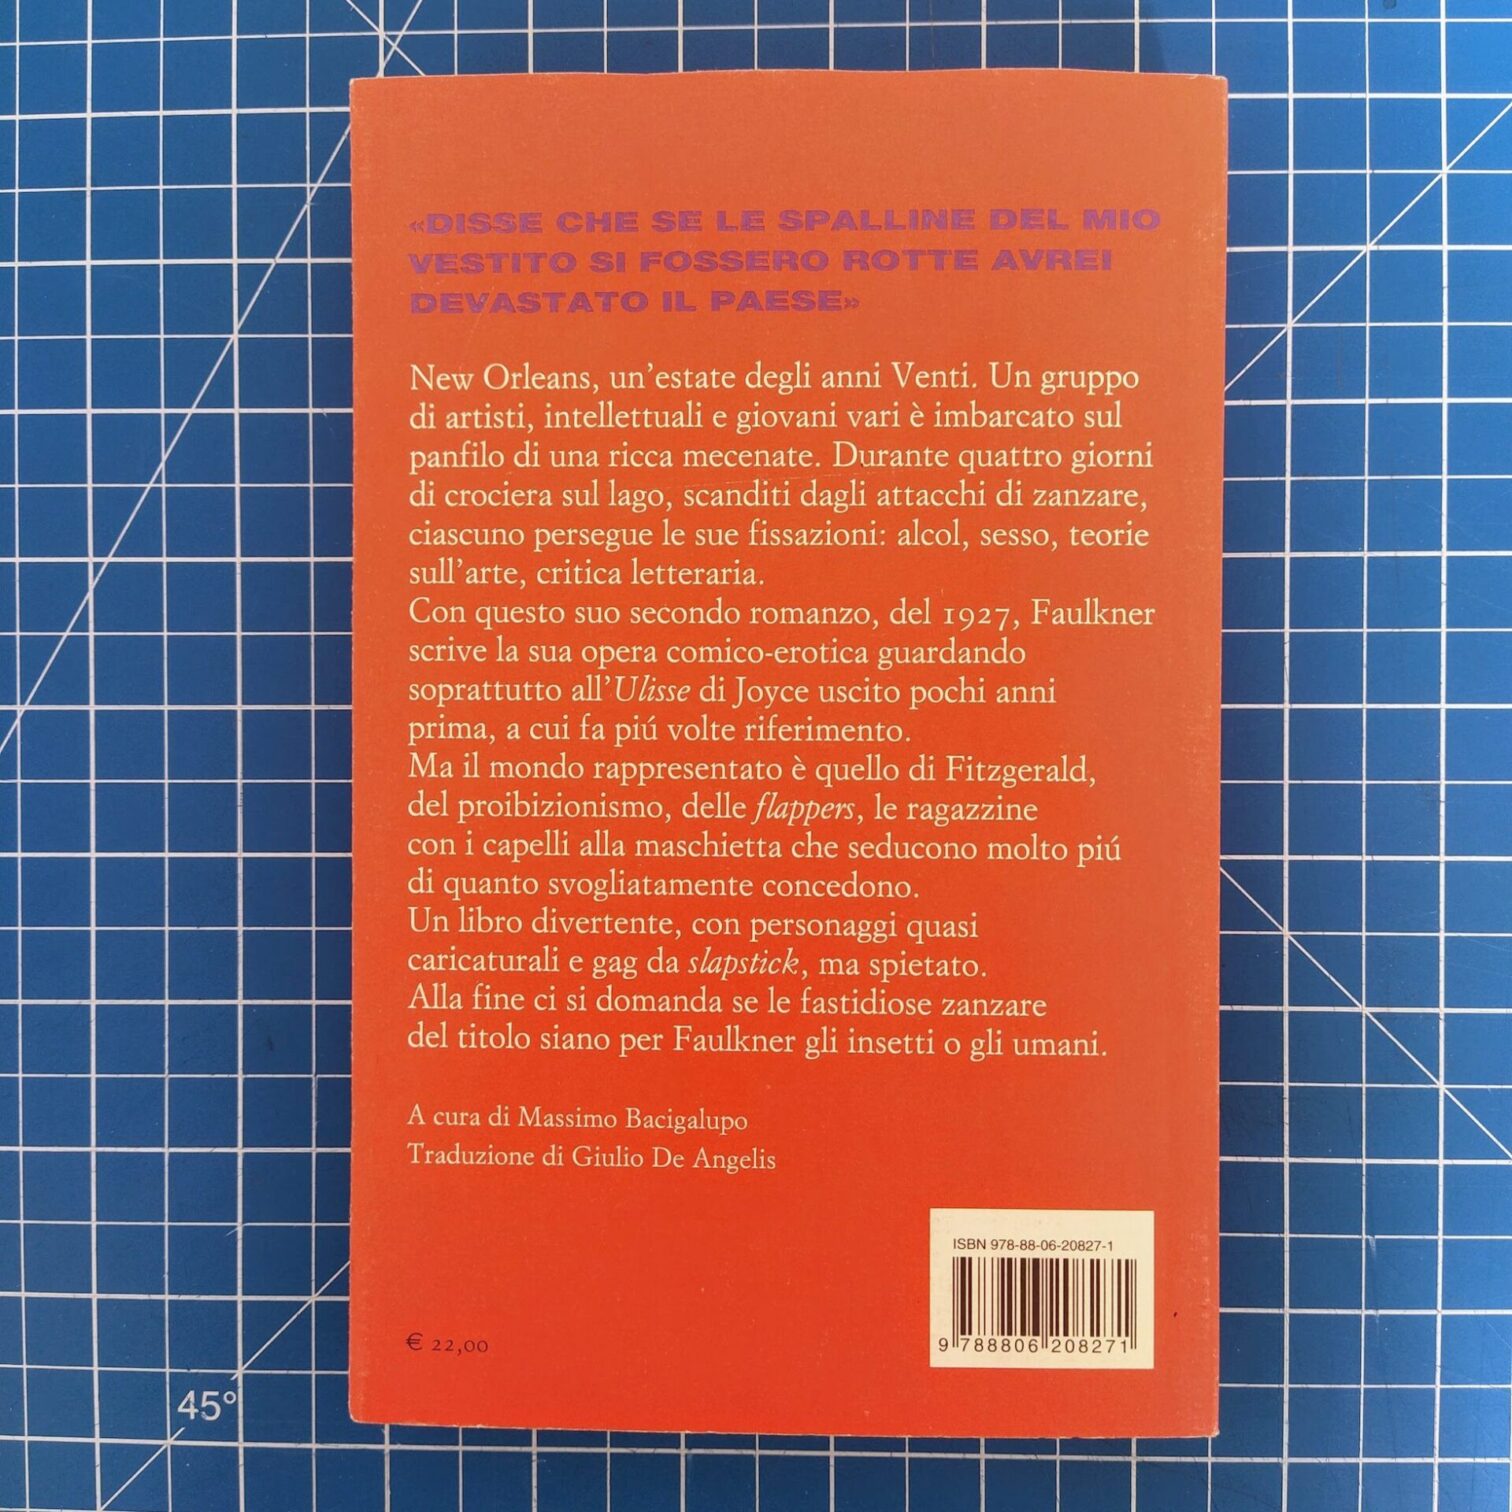 «DISSE CHE SE LE SPALLINE DEL MIO
VESTITO SI FOSSERO ROTTE AVREI
DEVASTATO IL PAESE»
New Orleans, un'estate degli anni Venti. Un gruppo
di artisti, intellettuali e giovani vari è imbarcato sul
panfilo di una ricca mecenate. Durante quattro giorni
di crociera sul lago, scanditi dagli attacchi di zanzare,
ciascuno persegue le sue fissazioni: alcol, sesso, teorie
sull'arte, critica letteraria.
Con questo suo secondo romanzo, del 1927, Faulkner
scrive la sua opera comico-erotica guardando
soprattutto all'Ulisse di Joyce uscito pochi anni
prima, a cui fa piú volte riferimento.
Ma il mondo rappresentato è quello di Fitzgerald,
del proibizionismo, delle flappers, le ragazzine
con i capelli alla maschietta che seducono molto piú
di quanto svogliatamente concedono.
Un libro divertente, con personaggi quasi
caricaturali e gag da slapstick, ma spietato.
Alla fine ci si domanda se le fastidiose zanzare
del titolo siano per Faulkner gli insetti o gli umani.
A cura di Massimo Bacigalupo
Traduzione di Giulio De Angelis
ISBN 978-88-06-20827-1
9 788806 208271
€ 22,00
45°